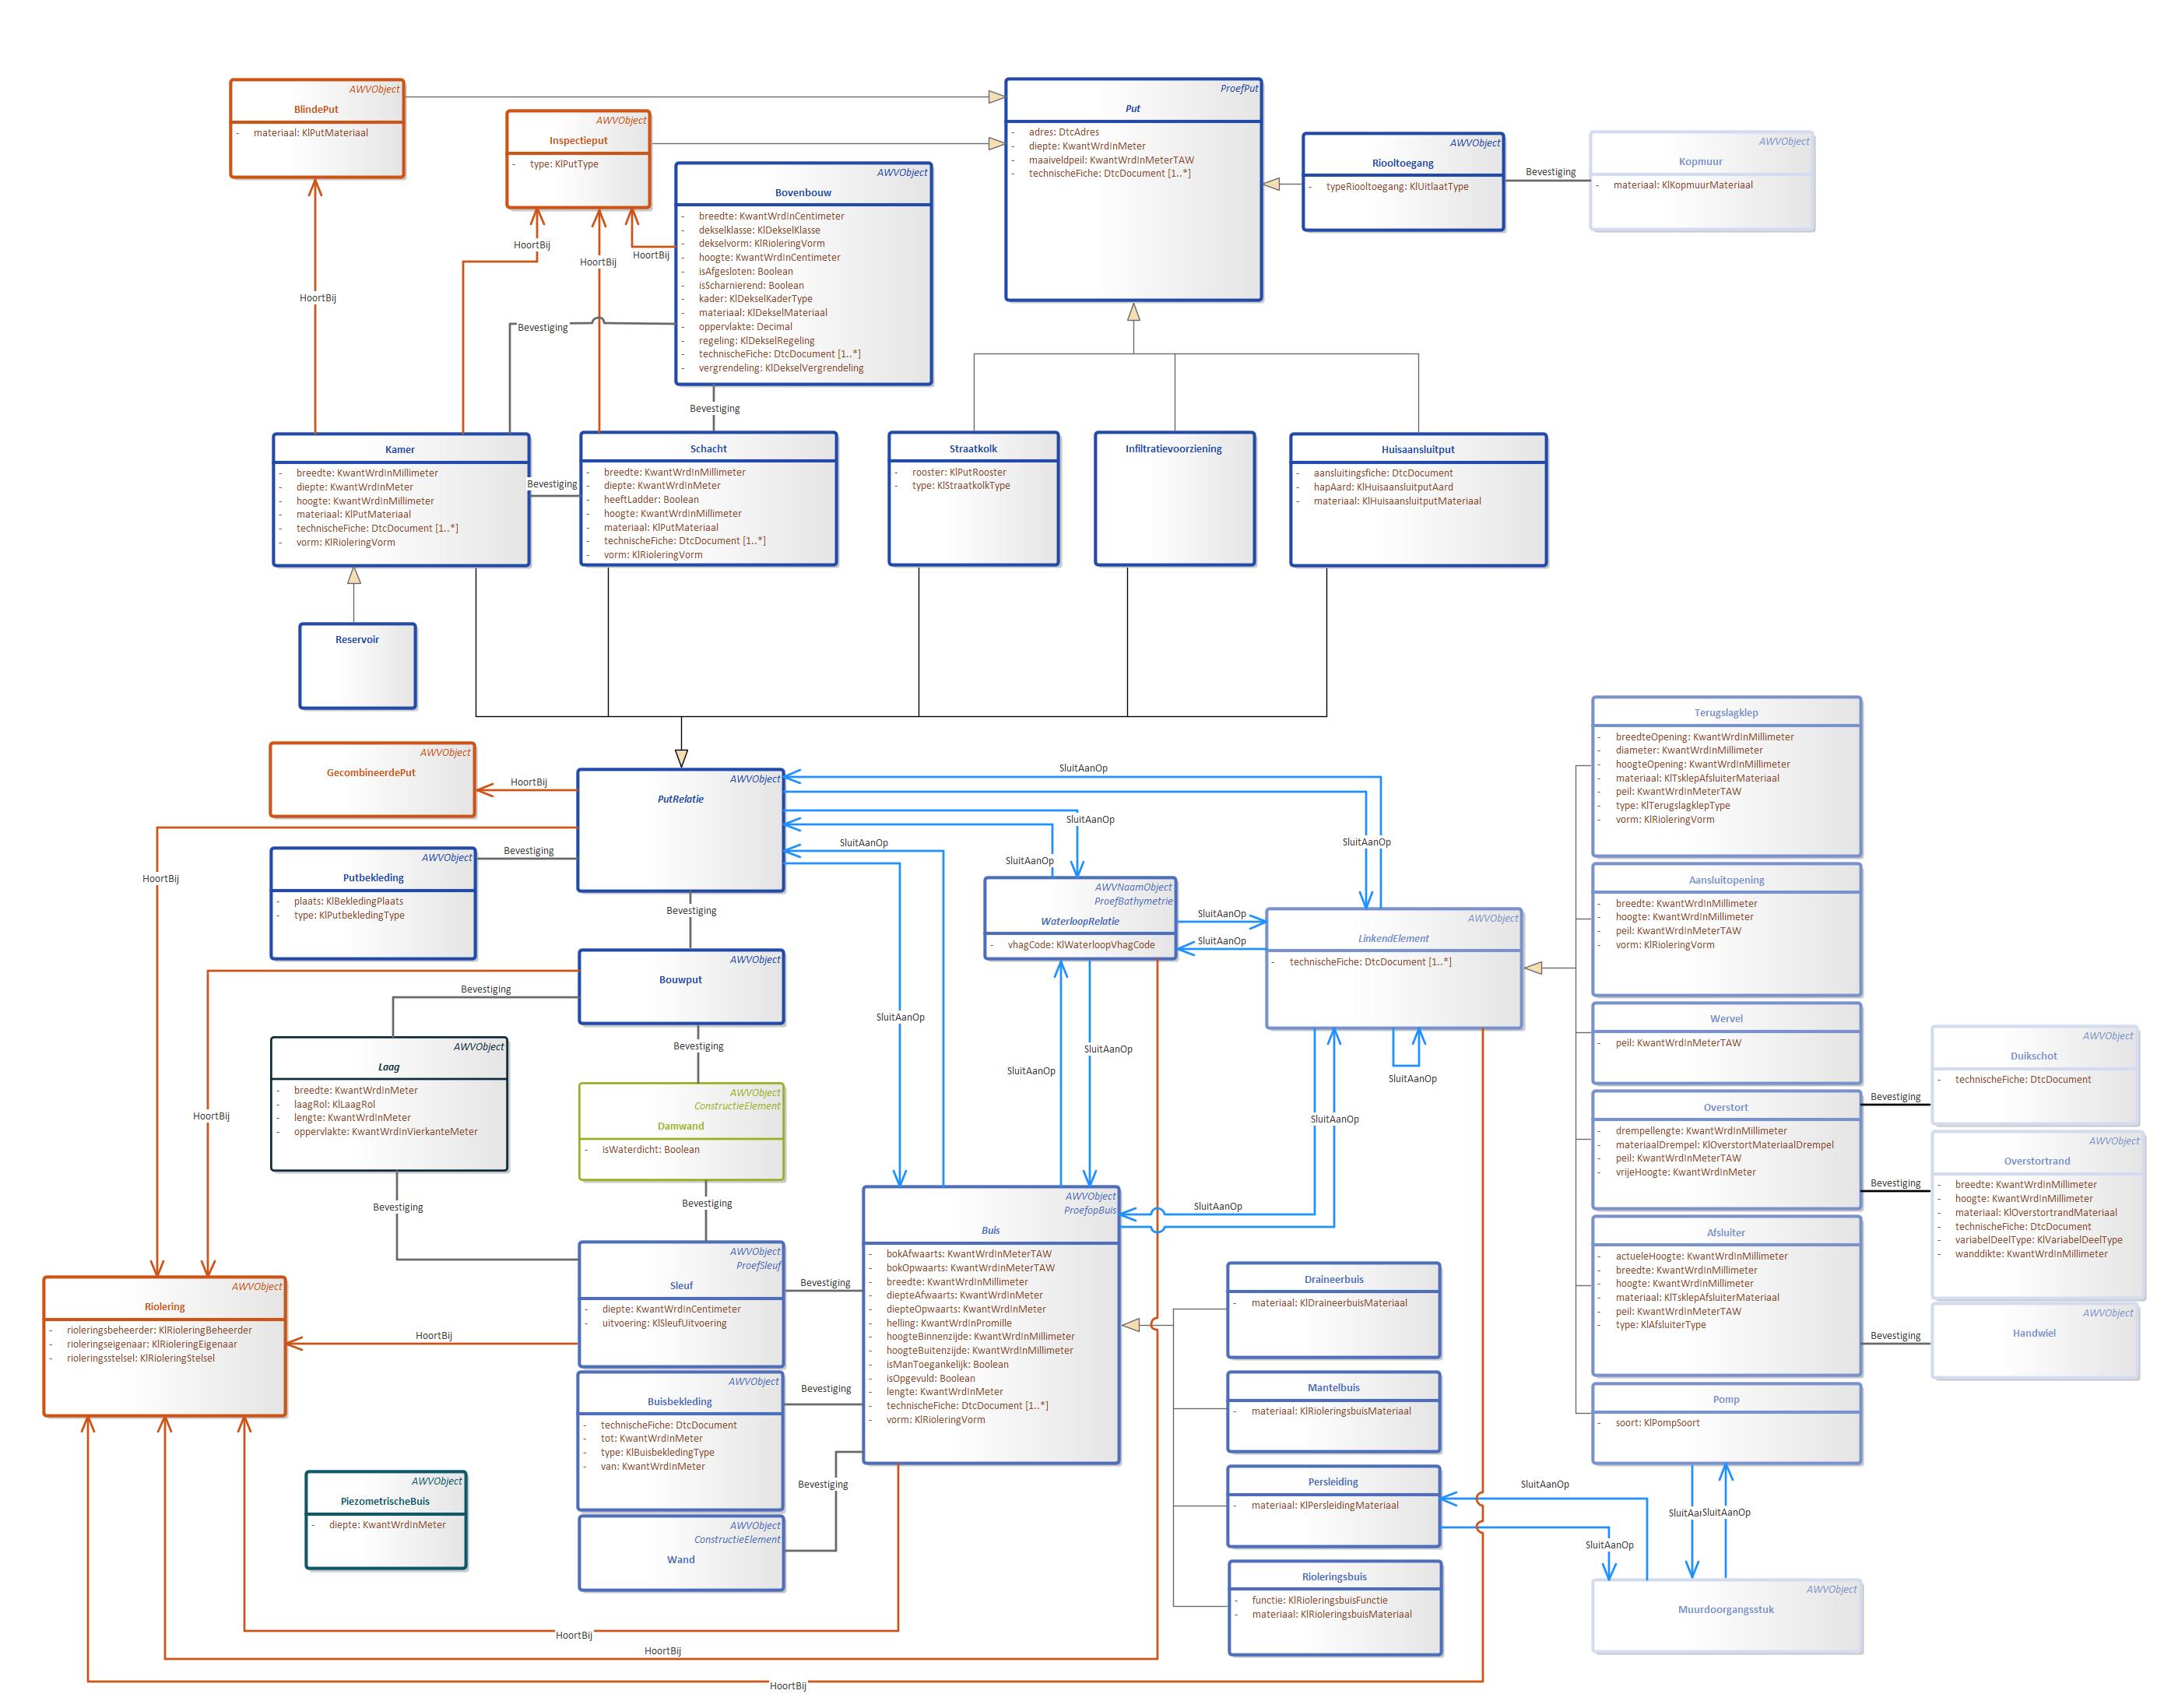 AWVObject
BlindePut
- materiaal: KlPutMateriaal
AWVObject
Inspectieput
- type: KlPutType
ProefPut
Put
- adres: DtcAdres
- diepte: KwantWrdInMeter
- maaiveldpeil: KwantWrdInMeterTAW
- technischeFiche: DtcDocument [1..*]
AWVObject
Riooltoegang
- typeRiooltoegang: KlUitlaatType
Bevestiging
AWVObject
Kopmuur
- materiaal: KlKopmuurMateriaal
AWVObject
Bovenbouw
- breedte: KwantWrdInCentimeter
- dekselklasse: KlDekselKlasse
- dekselvorm: KlRioleringVorm
- hoogte: KwantWrdInCentimeter
- isAfgesloten: Boolean
- isScharnierend: Boolean
- kader: KlDekselKaderType
- materiaal: KlDekselMateriaal
- oppervlakte: Decimal
- regeling: KlDekselRegeling
- technischeFiche: DtcDocument [1..*]
- vergrendeling: KlDekselVergrendeling
HoortBij
HoortBij
HoortBij
HoortBij
Bevestiging
Bevestiging
Kamer
- breedte: KwantWrdInMillimeter
- diepte: KwantWrdInMeter
- hoogte: KwantWrdInMillimeter
- materiaal: KlPutMateriaal
- technischeFiche: DtcDocument [1..*]
- vorm: KlRioleringVorm
Bevestiging
Schacht
- breedte: KwantWrdInMillimeter
- diepte: KwantWrdInMeter
- heeftLadder: Boolean
- hoogte: KwantWrdInMillimeter
- materiaal: KlPutMateriaal
- technischeFiche: DtcDocument [1..*]
- vorm: KlRioleringVorm
Straatkolk
- rooster: KlPutRooster
- type: KlStraatkolkType
Infiltratievoorziening
Huisaansluitput
- aansluitingsfiche: DtcDocument
- hapAard: KlHuisaansluitputAard
- materiaal: KlHuisaansluitputMateriaal
Reservoir
AWVObject
GecombineerdePut
HoortBij
AWVObject
PutRelatie
SluitAanOp
SluitAanOp
SluitAanOp
SluitAanOp
SluitAanOp
HoortBij
Bevestiging
AWVObject
Putbekleding
- plaats: KlBekledingPlaats
- type: KlPutbekledingType
Bevestiging
AWVNaamObject
ProefBathymetrie
WaterloopRelatie
- vhagCode: KlWaterloopVhagCode
SluitAanOp
SluitAanOp
AWVObject
LinkendElement
- technischeFiche: DtcDocument [1..*]
Terugslagklep
- breedteOpening: KwantWrdInMillimeter
- diameter: KwantWrdInMillimeter
- hoogteOpening: KwantWrdInMillimeter
- materiaal: KlTsklepAfsluiterMateriaal
- peil: KwantWrdInMeterTAW
- type: KlTerugslagklepType
- vorm: KlRioleringVorm
Aansluitopening
- breedte: KwantWrdInMillimeter
- hoogte: KwantWrdInMillimeter
- peil: KwantWrdInMeterTAW
- vorm: KlRioleringVorm
Wervel
- peil: KwantWrdInMeterTAW
Overstort
- drempellengte: KwantWrdInMillimeter
- materiaalDrempel: KlOverstortMateriaalDrempel
- peil: KwantWrdInMeterTAW
- vrijeHoogte: KwantWrdInMeter
Bevestiging
AWVObject
Duikschot
- technischeFiche: DtcDocument
Bevestiging
AWVObject
Overstortrand
- breedte: KwantWrdInMillimeter
- hoogte: KwantWrdInMillimeter
- materiaal: KlOverstortrandMateriaal
- technischeFiche: DtcDocument
- variabelDeelType: KlVariabelDeelType
- wanddikte: KwantWrdInMillimeter
Afsluiter
- actueleHoogte: KwantWrdInMillimeter
- breedte: KwantWrdInMillimeter
- hoogte: KwantWrdInMillimeter
- materiaal: KlTsklepAfsluiterMateriaal
- peil: KwantWrdInMeterTAW
- type: KlAfsluiterType
Bevestiging
AWVObject
Handwiel
Pomp
- soort: KlPompSoort
AWVObject
Bouwput
Bevestiging
Bevestiging
HoortBij
AWVObject
Laag
- breedte: KwantWrdInMeter
- laagRol: KlLaagRol
- lengte: KwantWrdInMeter
- oppervlakte: KwantWrdInVierkanteMeter
AWVObject
ConstructieElement
Damwand
- isWaterdicht: Boolean
Bevestiging
Bevestiging
SluitAanOp
SluitAanOp
SluitAanOp
SluitAanOp
SluitAanOp
SluitAanOp
AWVObject
ProefSleuf
Sleuf
- diepte: KwantWrdInCentimeter
- uitvoering: KlSleufUitvoering
Bevestiging
AWVObject
ProefopBuis
Buis
- bokAfwaarts: KwantWrdInMeterTAW
- bokOpwaarts: KwantWrdInMeterTAW
- breedte: KwantWrdInMillimeter
- diepteAfwaarts: KwantWrdInMeter
- diepteOpwaarts: KwantWrdInMeter
- helling: KwantWrdInPromille
- hoogteBinnenzijde: KwantWrdInMillimeter
- hoogteBuitenzijde: KwantWrdInMillimeter
- isManToegankelijk: Boolean
- isOpgevuld: Boolean
- lengte: KwantWrdInMeter
- technischeFiche: DtcDocument [1..*]
- vorm: KlRioleringVorm
AWVObject
Riolering
- rioleringsbeheerder: KlRioleringBeheerder
- rioleringseigenaar: KlRioleringEigenaar
- rioleringsstelsel: KlRioleringStelsel
HoortBij
AWVObject
Buisbekleding
- technischeFiche: DtcDocument
- tot: KwantWrdInMeter
- type: KlBuisbekledingType
- van: KwantWrdInMeter
Bevestiging
Bevestiging
AWVObject
ConstructieElement
Wand
AWVObject
PiezometrischeBuis
- diepte: KwantWrdInMeter
Draineerbuis
- materiaal: KlDraineerbuisMateriaal
Mantelbuis
- materiaal: KlRioleringsbuisMateriaal
Persleiding
- materiaal: KlPersleidingMateriaal
Rioleringsbuis
- functie: KlRioleringsbuisFunctie
- materiaal: KlRioleringsbuisMateriaal
SluitAanOp
SluitAanOp
SluitAanOp
AWVObject
Muurdoorgangsstuk
HoortBij
HoortBij
HoortBij